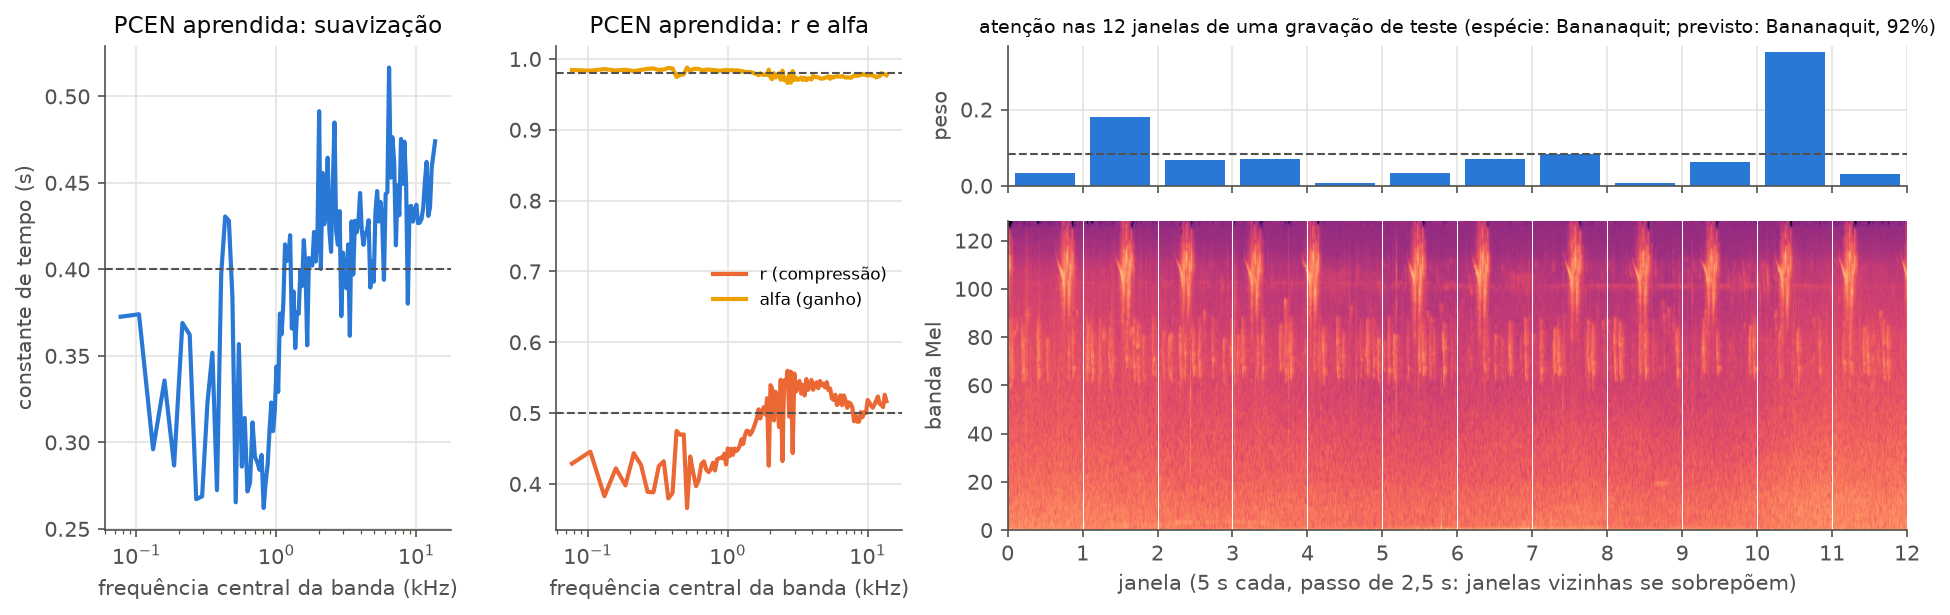 PCEN aprendida: suavização
constante de tempo (s)
0.50
0.45
0.40
0.35
0.30
0.25
10⁻¹
10⁰
10¹
frequência central da banda (kHz)
PCEN aprendida: r e alfa
1.0
0.9
0.8
0.7
0.6
0.5
0.4
r (compressão)
alfa (ganho)
10⁻¹
10⁰
10¹
frequência central da banda (kHz)
atenção nas 12 janelas de uma gravação de teste (espécie: Bananaquit; previsto: Bananaquit, 92%)
peso
0.2
0.0
banda Mel
120
100
80
60
40
20
0
0 1 2 3 4 5 6 7 8 9 10 11 12
janela (5 s cada, passo de 2,5 s: janelas vizinhas se sobrepõem)